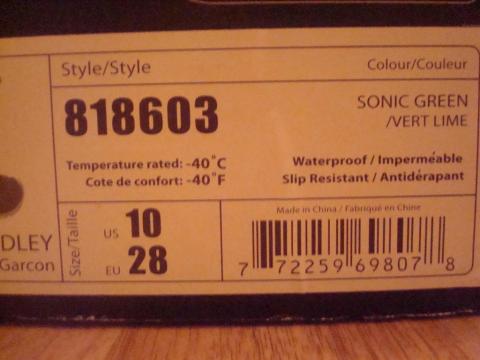 Style/Style
Colour/Couleur
818603
SONIC GREEN
/VERT LIME
Temperature rated: -40°C
Cote de confort: -40°F
Waterproof / Imperméable
Slip Resistant / Antidérapant
DLEY
Garcon
Size/Taille
US 10
EU 28
Made in China / Fabriqué en Chine
7 72259 69807 8